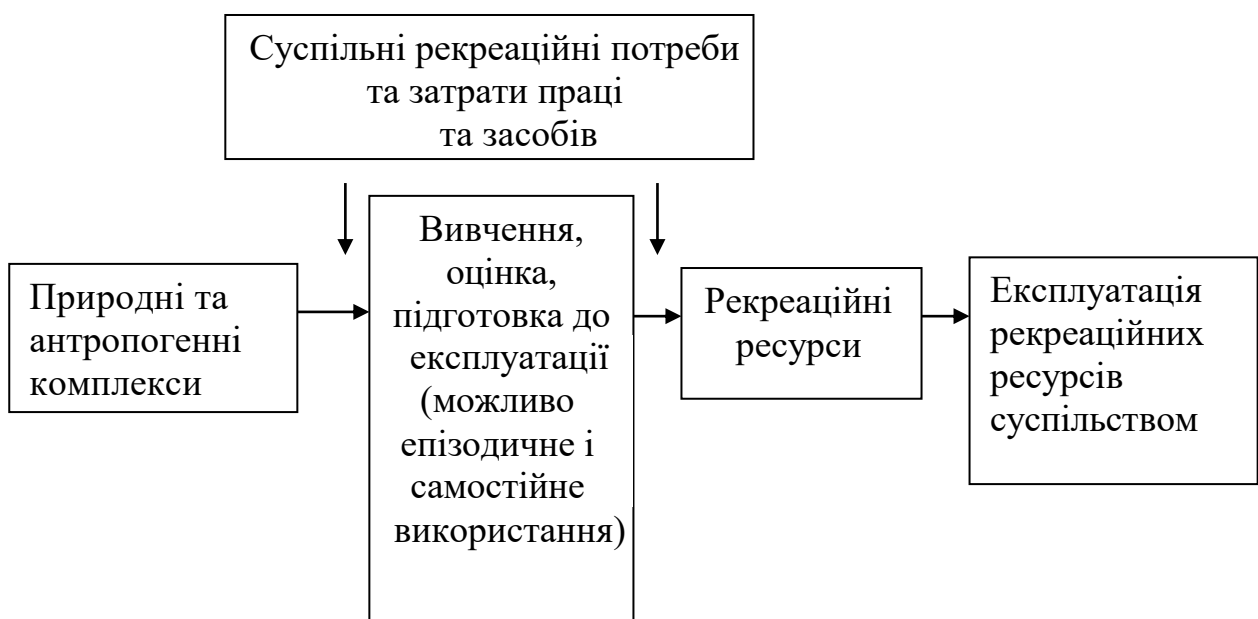 Суспільні рекреаційні потреби
та затрати праці
та засобів
Природні та
антропогенні
комплекси
Вивчення,
оцінка,
підготовка до
експлуатації
(можливо
епізодичне і
самостійне
використання)
Рекреаційні
ресурси
Експлуатація
рекреаційних
ресурсів
суспільством